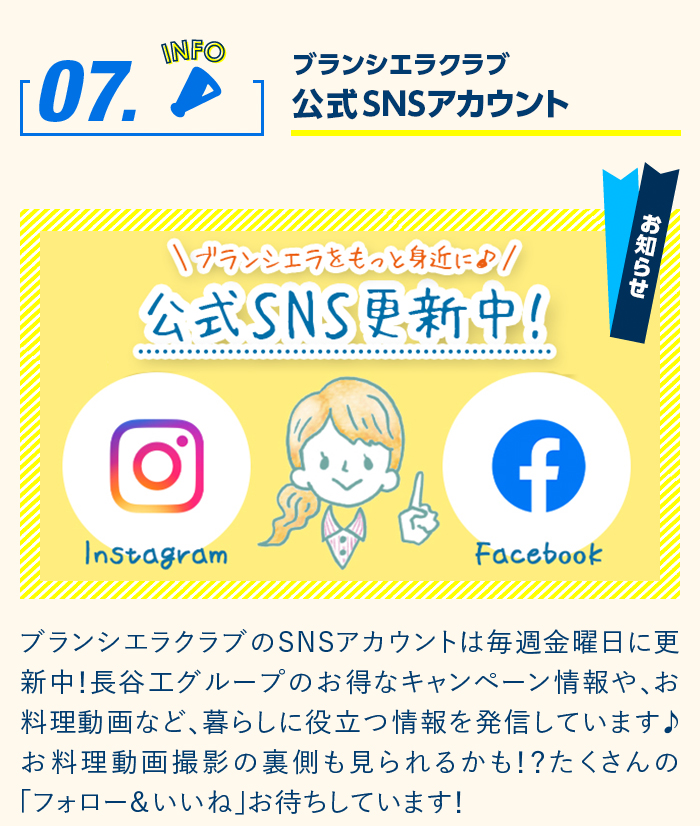 07.
INFO
ブランシエラクラブ
公式SNSアカウント
お知らせ
\ブランシエラをもっと身近に♪/
公式SNS更新中!
Instagram
Facebook
ブランシエラクラブのSNSアカウントは毎週金曜日に更
新中!長谷工グループのお得なキャンペーン情報や、お
料理動画など、暮らしに役立つ情報を発信しています♪
お料理動画撮影の裏側も見られるかも!?たくさんの
「フォロー&いいね」お待ちしています!